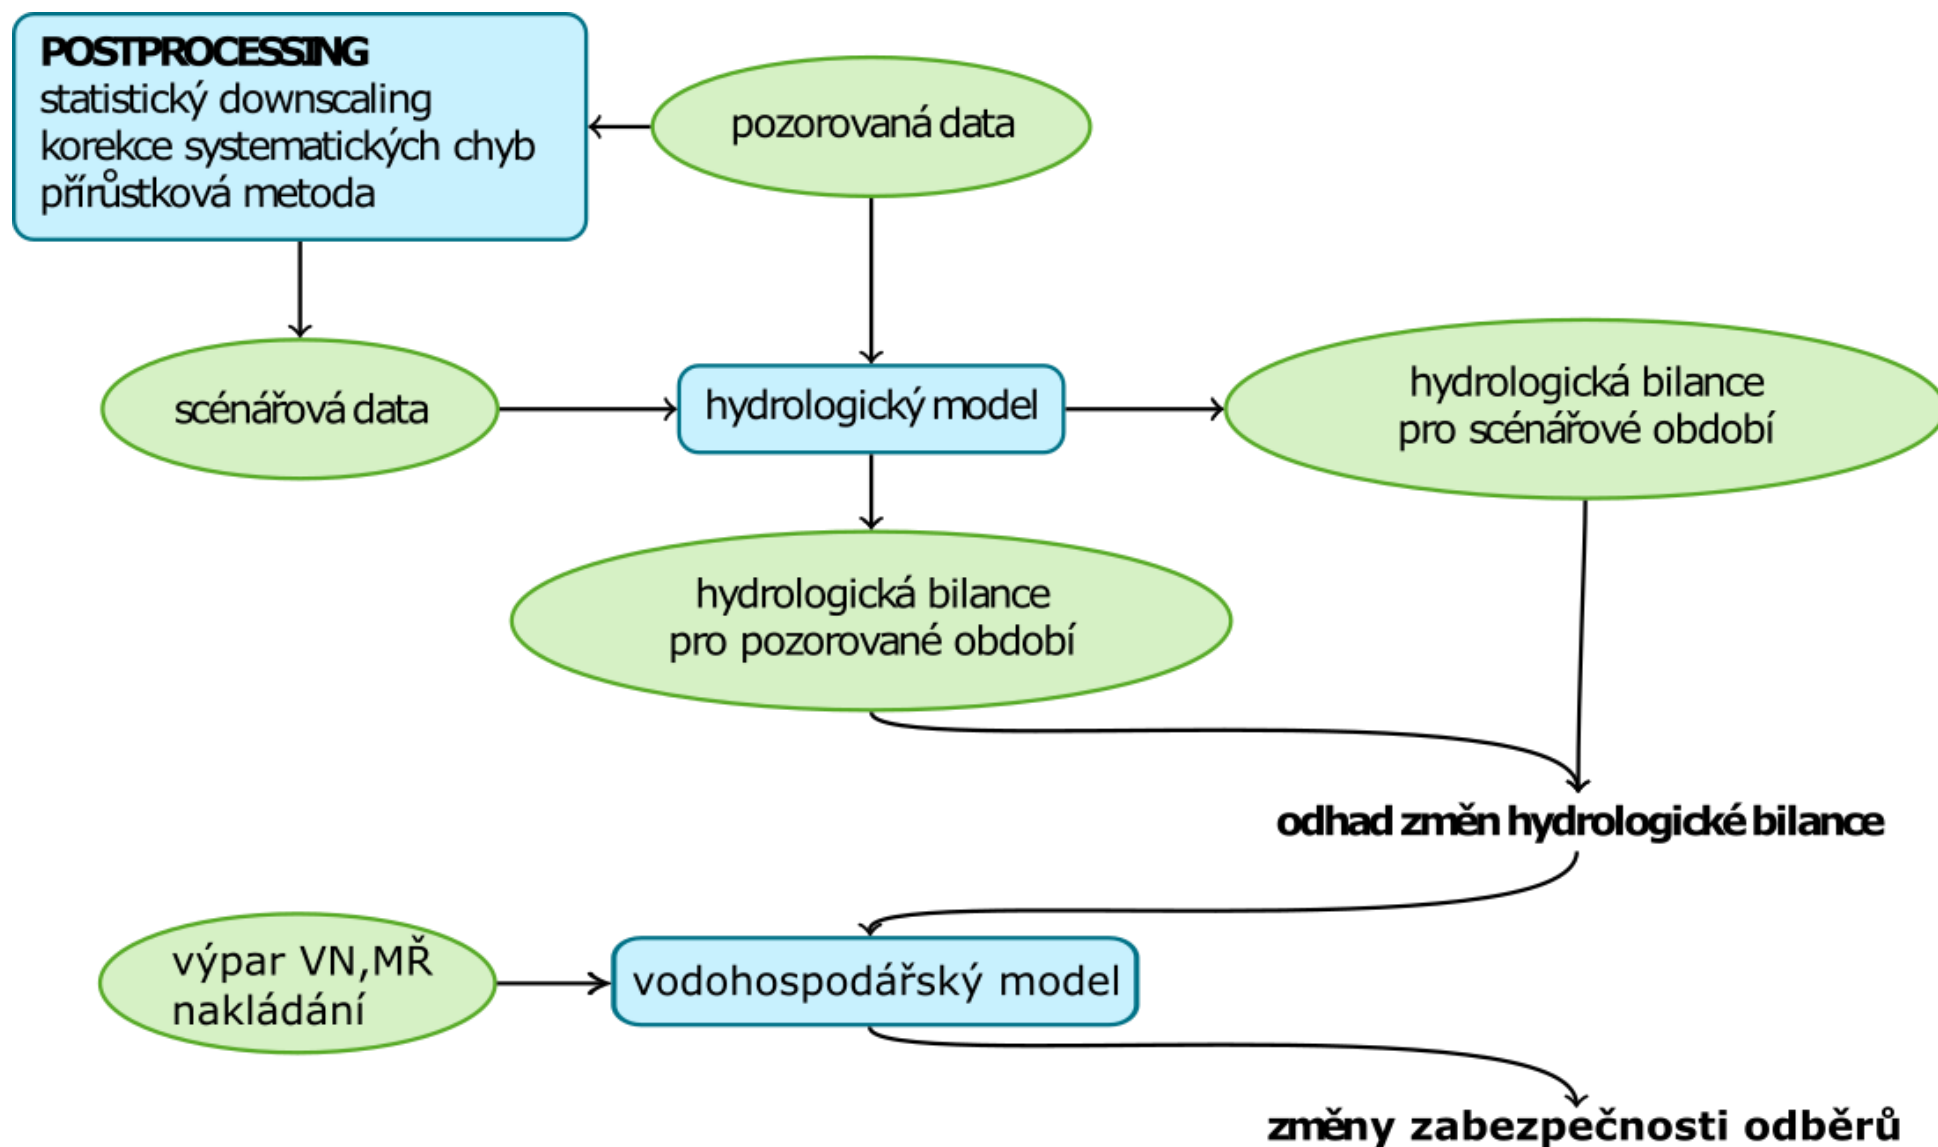 POSTPROCESSING
statistický downscaling
korekce systematických chyb
přírůstková metoda
pozorovaná data
scénářová data
hydrologický model
hydrologická bilance
pro scénářové období
hydrologická bilance
pro pozorované období
odhad změn hydrologické bilance
výpar VN,MŘ
nakládání
vodohospodářský model
změny zabezpečnosti odběrů